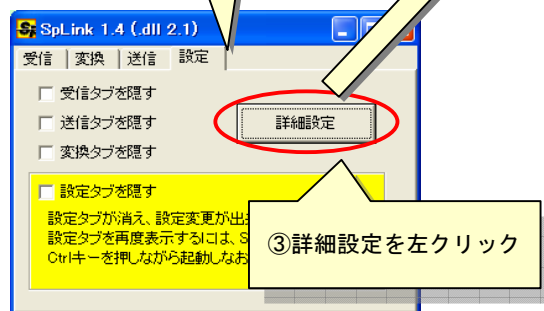 SpLink 1.4 (.dll 2.1)
受信 変換 送信 設定
受信タブを隠す
送信タブを隠す
詳細設定
変換タブを隠す
設定タブを隠す
設定タブが消え、設定変更が出
設定タブを再度表示するには、S
Ctrlキーを押しながら起動しなお
③詳細設定を左クリック